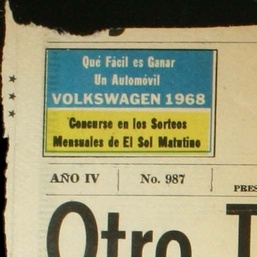 Qué Fácil es Ganar
Un Automóvil
VOLKSWAGEN 1968
Concurse en los Sorteos
Mensuales de El Sol Matutino
AÑO IV No. 987
PRES
Otro T